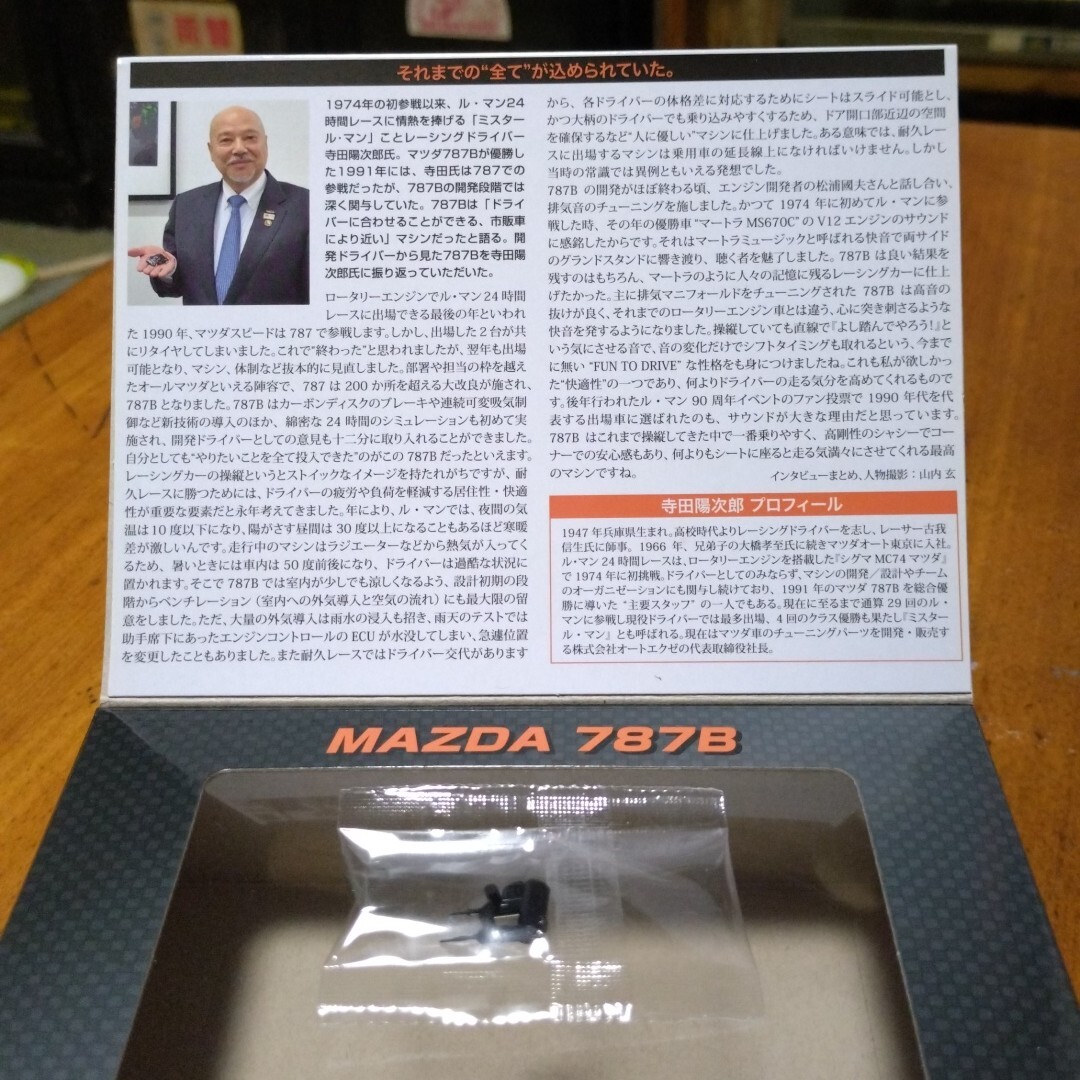 それまでの“全て”が込められていた。
1974年の初参戦以来、ル・マン24
時間レースに情熱を捧げる「ミスター
ル・マン」ことレーシングドライバー
寺田陽次郎氏。マツダ787Bが優勝し
た1991年には、寺田氏は787での
参戦だったが、787Bの開発段階では
深く関与していた。787Bは「ドライ
バーに合わせることができる、市販車
により近い」マシンだったと語る。開
発ドライバーから見た787Bを寺田陽
次郎氏に振り返っていただいた。
ロータリーエンジンでル・マン24時間
レースに出場できる最後の年といわれ
た1990年、マツダスピードは787で参戦します。しかし、出場した2台が共
にリタイヤしてしまいました。これで“終わった”と思われましたが、翌年も出場
可能となり、マシン、体制など抜本的に見直しました。部署や担当の枠を越え
たオールマツダといえる陣容で、787は200か所を超える大改良が施され、
787Bとなりました。787Bはカーボンディスクのブレーキや連続可変吸気制
御など新技術の導入のほか、綿密な24時間のシミュレーションも初めて実
施され、開発ドライバーとしての意見も十二分に取り入れることができました。
自分としても“やりたいことを全て投入できた”のがこの787Bだったといえます。
レーシングカーの操縦というとストイックなイメージを持たれがちですが、耐
久レースに勝つためには、ドライバーの疲労や負荷を軽減する居住性・快適
性が重要な要素だと永年考えてきました。年により、ル・マンでは、夜間の気
温は10度以下になり、陽がさす昼間は30度以上になることもあるほど寒暖
差が激しいんです。走行中のマシンはラジエーターなどから熱気が入ってく
るため、暑いときには車内は50度前後になり、ドライバーは過酷な状況に
置かれます。そこで787Bでは室内が少しでも涼しくなるよう、設計初期の段
階からベンチレーション（室内への外気導入と空気の流れ）にも最大限の留
意をしました。ただ、大量の外気導入は雨水の浸入も招き、雨天のテストでは
助手席下にあったエンジンコントロールのECUが水没してしまい、急遽位置
を変更したこともありました。また耐久レースではドライバー交代があります
から、各ドライバーの体格差に対応するためにシートはスライド可能とし、
かつ大柄のドライバーでも乗り込みやすくするため、ドア開口部近辺の空間
を確保するなど“人に優しい”マシンに仕上げました。ある意味では、耐久レー
スに出場するマシンは乗用車の延長線上になければいけません。しかし
当時の常識では異例ともいえる発想でした。
787Bの開発がほぼ終わる頃、エンジン開発者の松浦國夫さんと話し合い、
排気音のチューニングを施しました。かつて1974年に初めてル・マンに参
戦した時、その年の優勝車“マートラMS670C”のV12エンジンのサウンド
に感銘したからです。それはマートラミュージックと呼ばれる快音で両サイド
のグランドスタンドに響き渡り、聴く者を魅了しました。787Bは良い結果を
残すのはもちろん、マートラのように人々の記憶に残るレーシングカーに仕上
げたかった。主に排気マニフォールドをチューニングされた787Bは高音の
抜けが良く、それまでのロータリーエンジン車とは違う、心に突き刺さるような
快音を発するようになりました。操縦していても直線で『よし踏んでやろう！』と
いう気にさせる音で、音の変化だけでシフトタイミングも取れるという、今まで
に無い“FUN TO DRIVE”な性格をも身につけましたね。これも私が欲しかっ
た“快適性”の一つであり、何よりドライバーの走る気分を高めてくれるもので
す。後年行われたル・マン90周年イベントのファン投票で1990年代を代
表する出場車に選ばれたのも、サウンドが大きな理由だと思っています。
787Bはこれまで操縦してきた中で一番乗りやすく、高剛性のシャシーでコー
ナーでの安心感もあり、何よりもシートに座ると走る気満々にさせてくれる最高
のマシンですね。
インタビューまとめ、人物撮影：山内 玄
寺田陽次郎 プロフィール
1947年兵庫県生まれ。高校時代よりレーシングドライバーを志し、レーサー古我
信生氏に師事。1966年、兄弟子の大橋孝至氏に続きマツダオート東京に入社。
ル・マン24時間レースは、ロータリーエンジンを搭載した『シグマMC74マツダ』
で1974年に初挑戦。ドライバーとしてのみならず、マシンの開発／設計やチーム
のオーガニゼーションにも関与し続けており、1991年のマツダ787Bを総合優
勝に導いた“主要スタッフ”の一人でもある。現在に至るまで通算29回のル・
マンに参戦し現役ドライバーでは最多出場、4回のクラス優勝も果たし『ミスター
ル・マン』とも呼ばれる。現在はマツダ車のチューニングパーツを開発・販売す
る株式会社オートエクゼの代表取締役社長。
MAZDA 787B